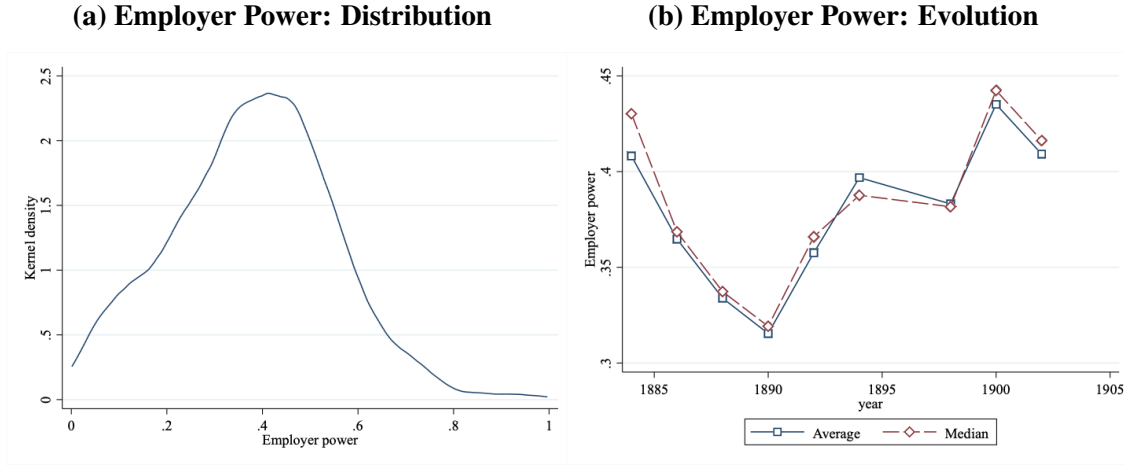 (a) Employer Power: Distribution
2.5
2
1.5
1
.5
0
Kernel density
0 .2 .4 .6 .8 1
Employer power
(b) Employer Power: Evolution
.45
.4
.35
.3
Employer power
1885 1890 1895 1900 1905
year
Average Median